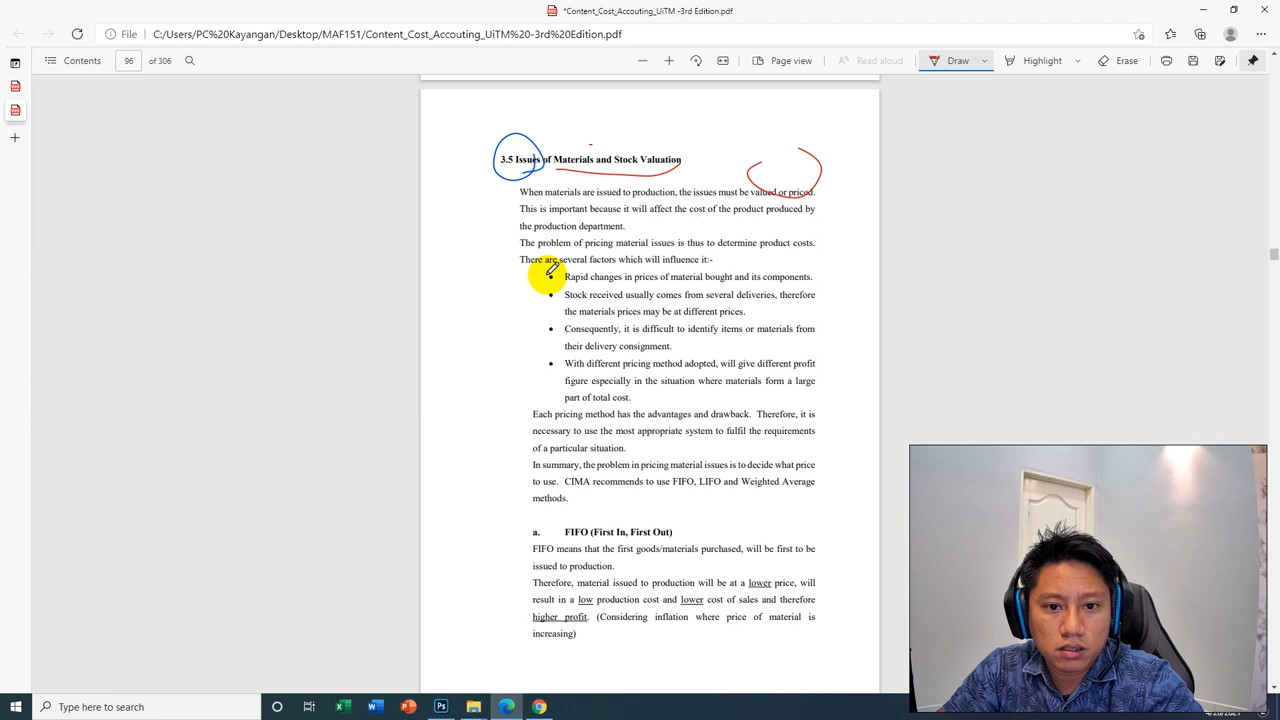 *Content_Cost_Accouting_UiTM -3rd Edition.pdf
File C:/Users/PC%20Kayangan/Desktop/MAF151/Content_Cost_Accouting_UiTM%20-3rd%20Edition.pdf
Contents 96 of 306 Page view Read aloud Draw Highlight Erase
3.5 Issues of Materials and Stock Valuation
When materials are issued to production, the issues must be valued or priced.
This is important because it will affect the cost of the product produced by
the production department.
The problem of pricing material issues is thus to determine product costs.
There are several factors which will influence it:-
• Rapid changes in prices of material bought and its components.
• Stock received usually comes from several deliveries, therefore
the materials prices may be at different prices.
• Consequently, it is difficult to identify items or materials from
their delivery consignment.
• With different pricing method adopted, will give different profit
figure especially in the situation where materials form a large
part of total cost.
Each pricing method has the advantages and drawback. Therefore, it is
necessary to use the most appropriate system to fulfil the requirements
of a particular situation.
In summary, the problem in pricing material issues is to decide what price
to use. CIMA recommends to use FIFO, LIFO and Weighted Average
methods.
a. FIFO (First In, First Out)
FIFO means that the first goods/materials purchased, will be first to be
issued to production.
Therefore, material issued to production will be at a lower price, will
result in a low production cost and lower cost of sales and therefore
higher profit. (Considering inflation where price of material is
increasing)
Type here to search